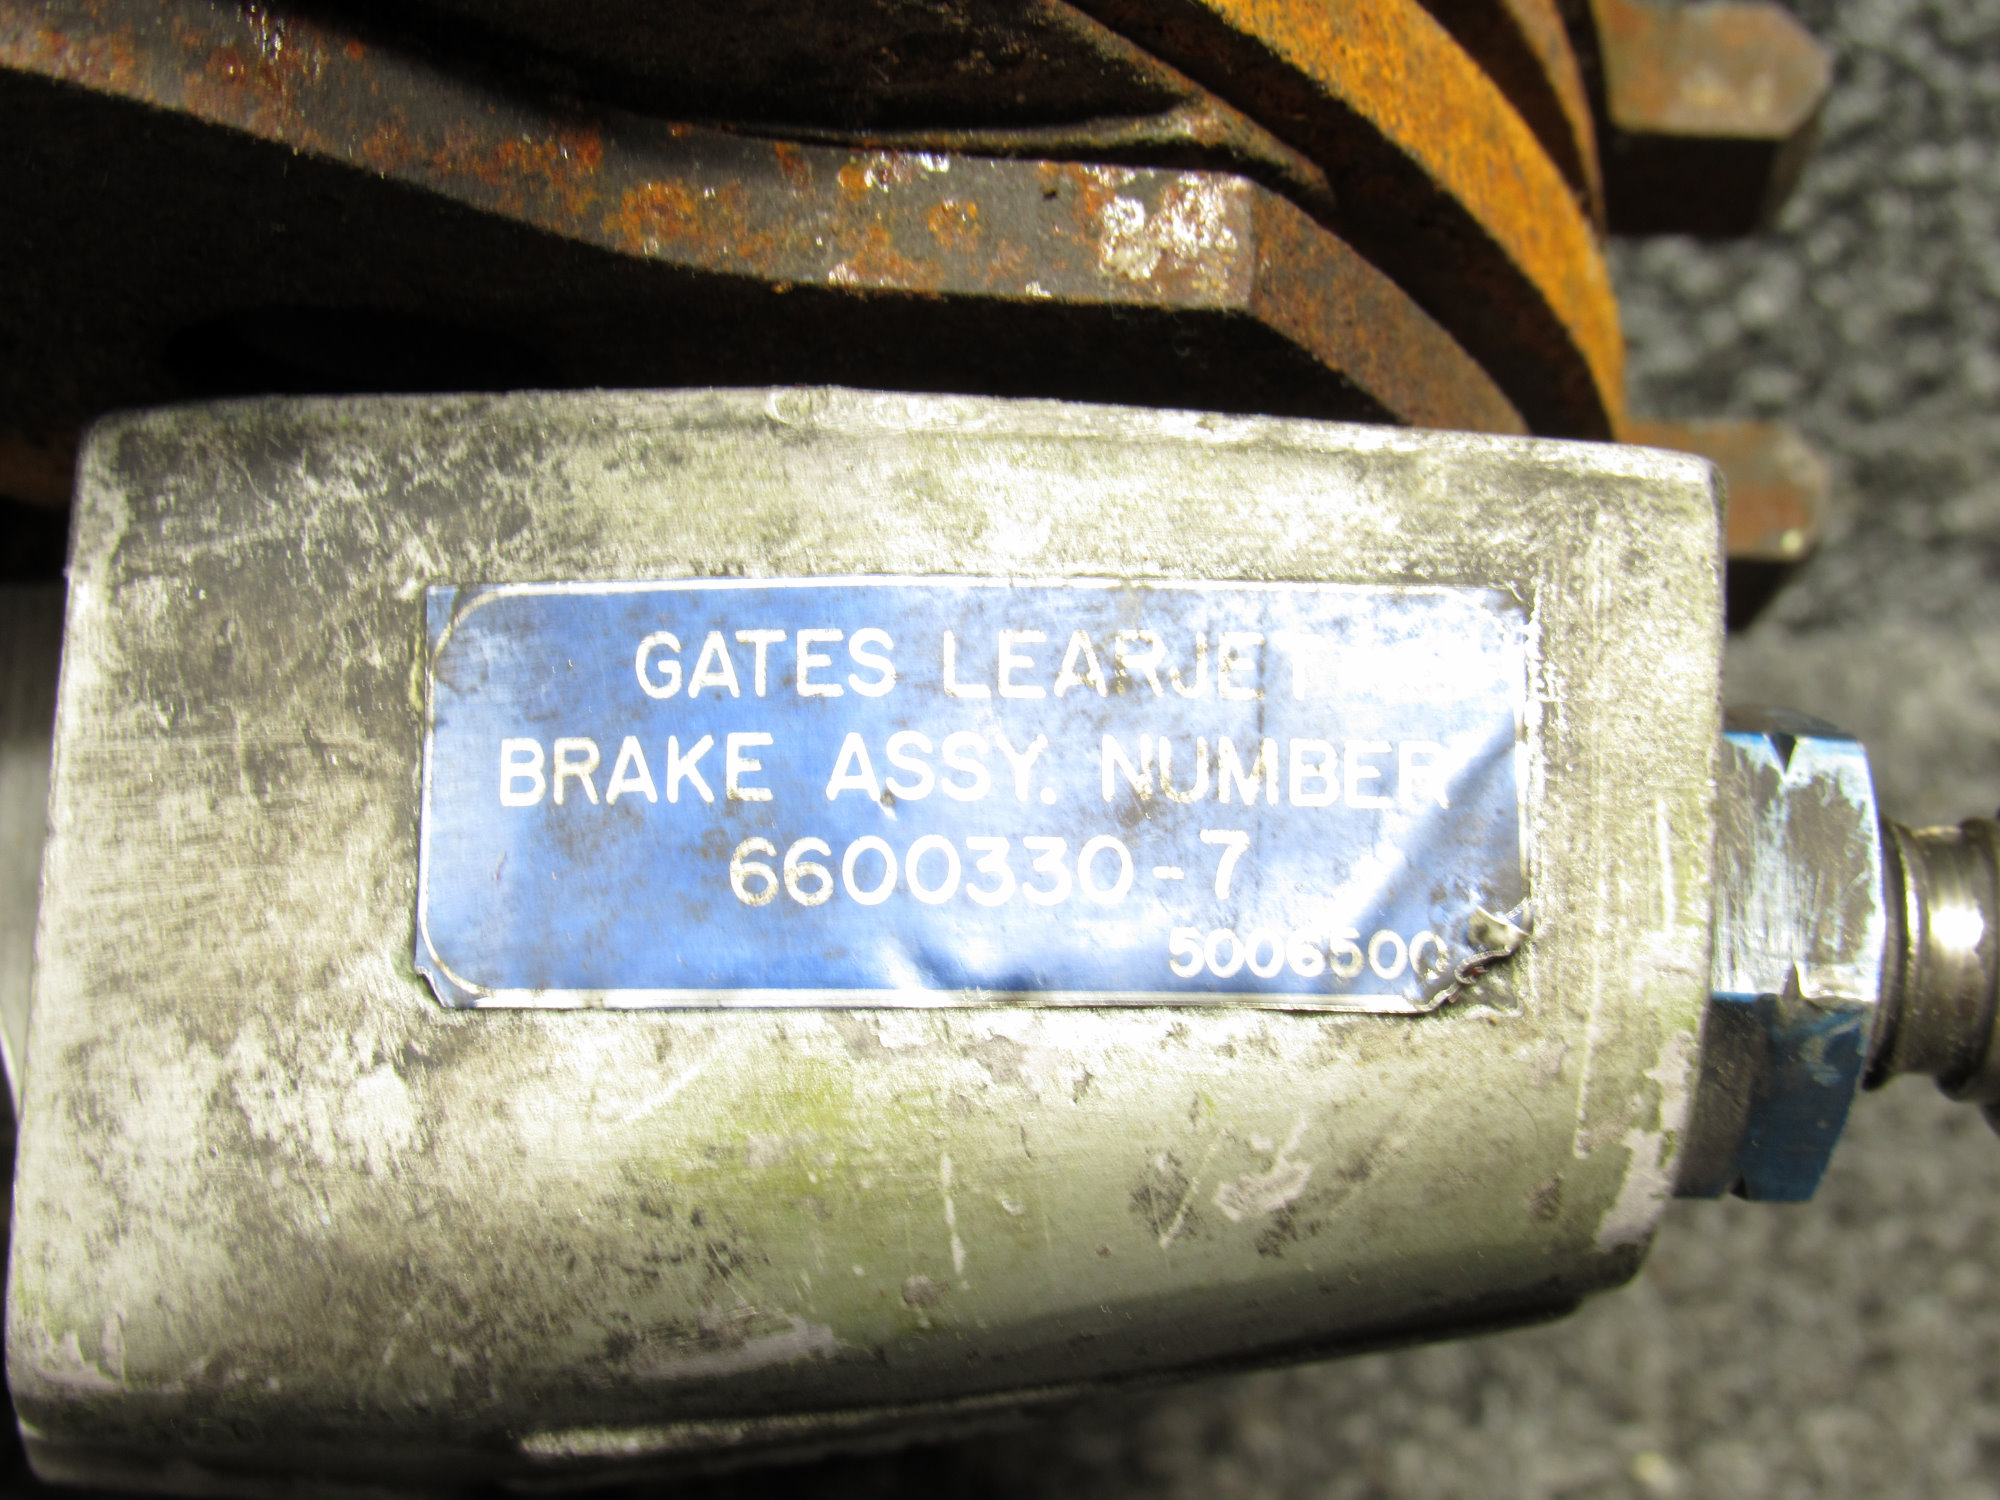 GATES LEARJET
BRAKE ASSY. NUMBER
6600330-7
5006500